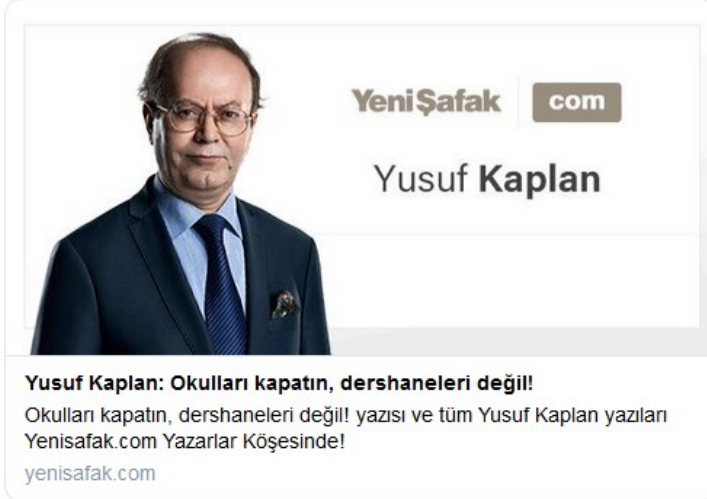 YeniŞafak com
Yusuf Kaplan
Yusuf Kaplan: Okulları kapatın, dershaneleri değil!
Okulları kapatın, dershaneleri değil! yazısı ve tüm Yusuf Kaplan yazıları
Yenisafak.com Yazarlar Köşesinde!
yenisafak.com